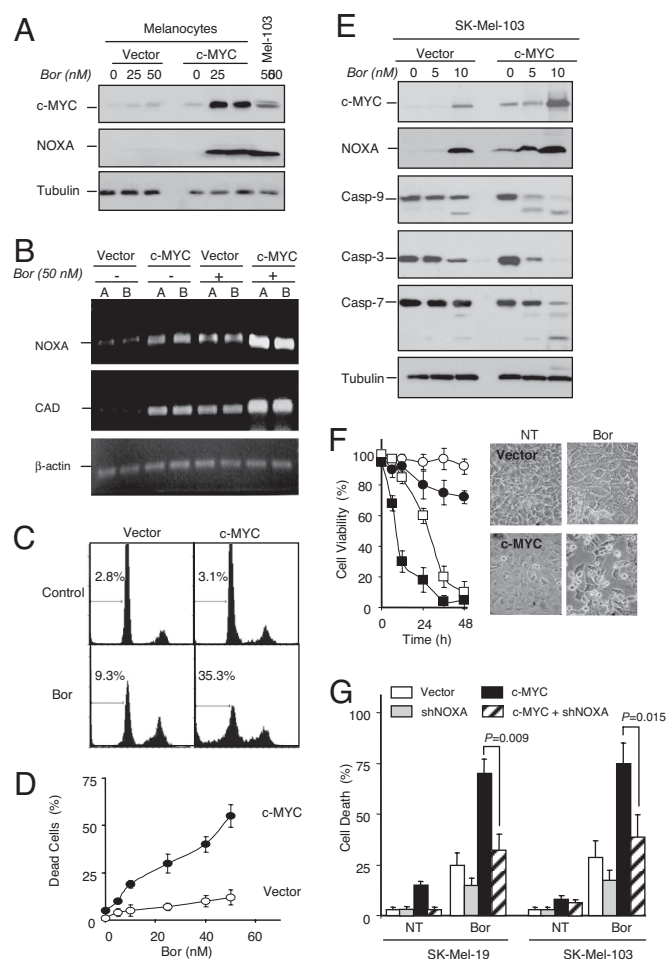 A
Melanocytes
Vector c-MYC Mel-103
Bor (nM) 0 25 50 0 25 50 50
c-MYC
NOXA
Tubulin
B
Vector c-MYC Vector c-MYC
Bor (50 nM) - - + +
A B A B A B A B
NOXA
CAD
β-actin
C
Vector c-MYC
Control
2.8% 3.1%
Bor
9.3% 35.3%
D
Dead Cells (%)
75
50
25
0
c-MYC
Vector
0 20 40 60
Bor (nM)
E
SK-Mel-103
Vector c-MYC
Bor (nM) 0 5 10 0 5 10
c-MYC
NOXA
Casp-9
Casp-3
Casp-7
Tubulin
F
Cell Viability (%)
100
80
60
40
20
0
0 24 48
Time (h)
NT Bor
Vector
c-MYC
G
Vector c-MYC
shNOXA c-MYC + shNOXA
Cell Death (%)
100
75
50
25
0
P=0.009
P=0.015
NT Bor NT Bor
SK-Mel-19 SK-Mel-103